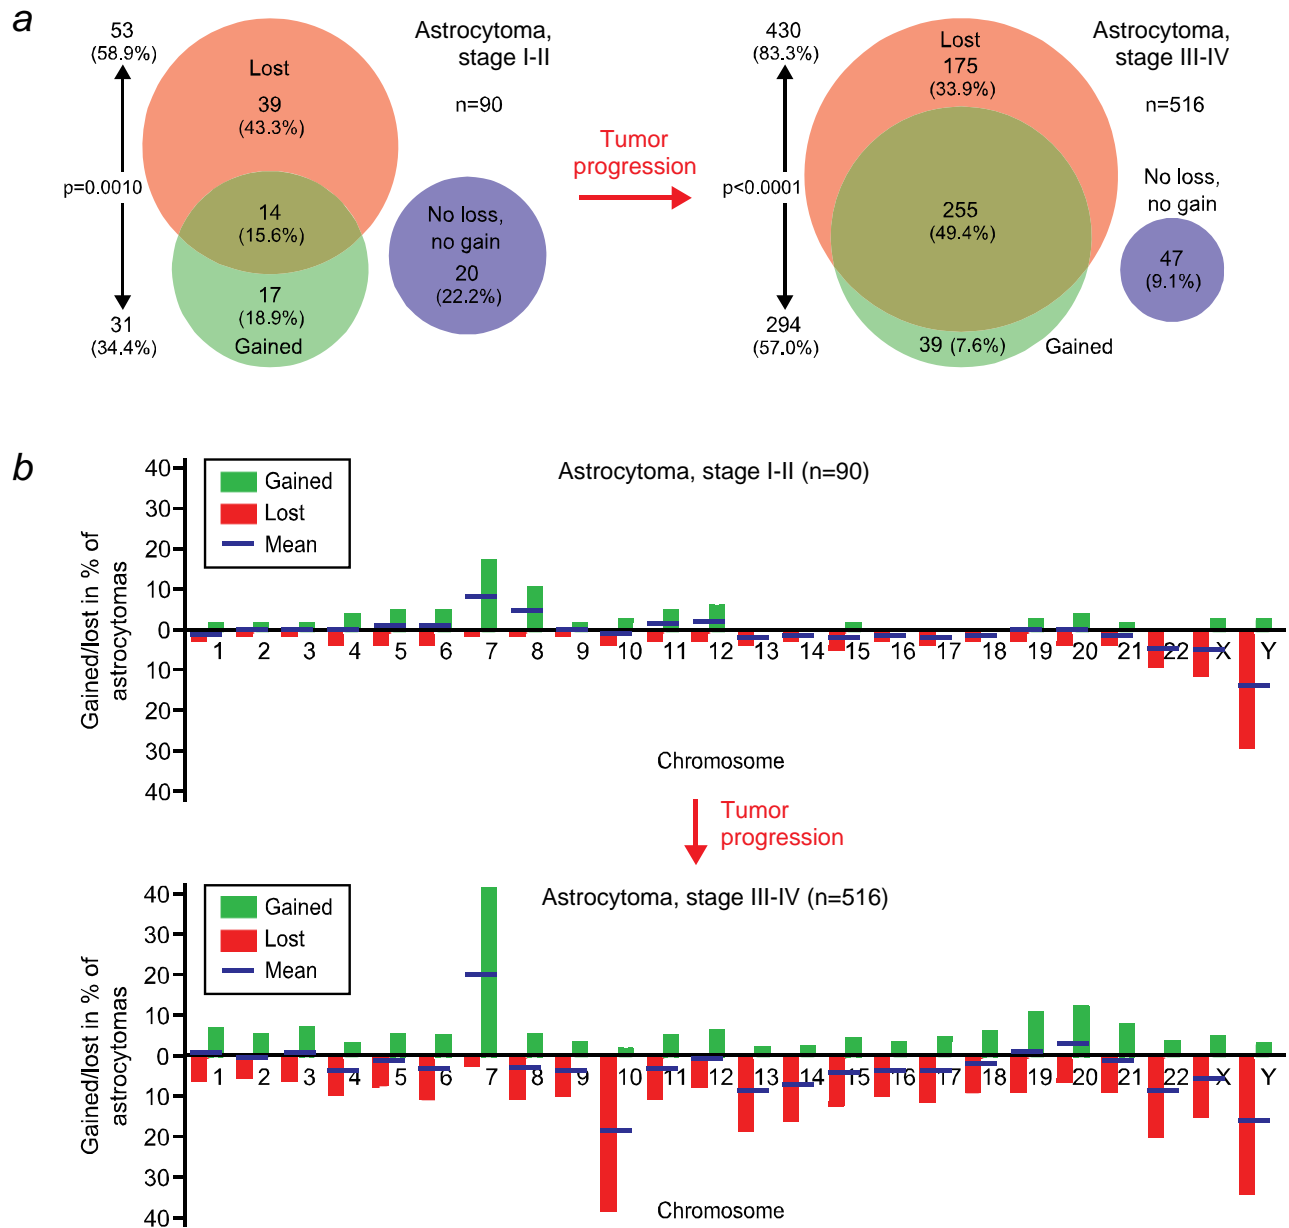 a
53
(58.9%)
p=0.0010
31
(34.4%)
Lost
39
(43.3%)
14
(15.6%)
17
(18.9%)
Gained
Astrocytoma,
stage I-II
n=90
No loss,
no gain
20
(22.2%)
Tumor
progression
430
(83.3%)
p<0.0001
294
(57.0%)
Lost
175
(33.9%)
255
(49.4%)
39 (7.6%)
Gained
Astrocytoma,
stage III-IV
n=516
No loss,
no gain
47
(9.1%)
b
Astrocytoma, stage I-II (n=90)
Gained
Lost
Mean
Gained/lost in % of
astrocytomas
40
30
20
10
0
10
20
30
40
1 2 3 4 5 6 7 8 9 10 11 12 13 14 15 16 17 18 19 20 21 22 X Y
Chromosome
Tumor
progression
Astrocytoma, stage III-IV (n=516)
Gained
Lost
Mean
Gained/lost in % of
astrocytomas
40
30
20
10
0
10
20
30
40
1 2 3 4 5 6 7 8 9 10 11 12 13 14 15 16 17 18 19 20 21 22 X Y
Chromosome